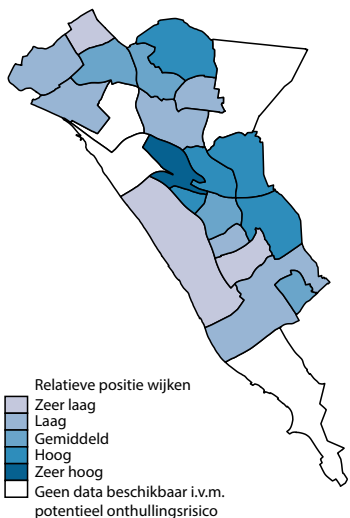 Relatieve positie wijken
Zeer laag
Laag
Gemiddeld
Hoog
Zeer hoog
Geen data beschikbaar i.v.m.
potentieel onthullingsrisico